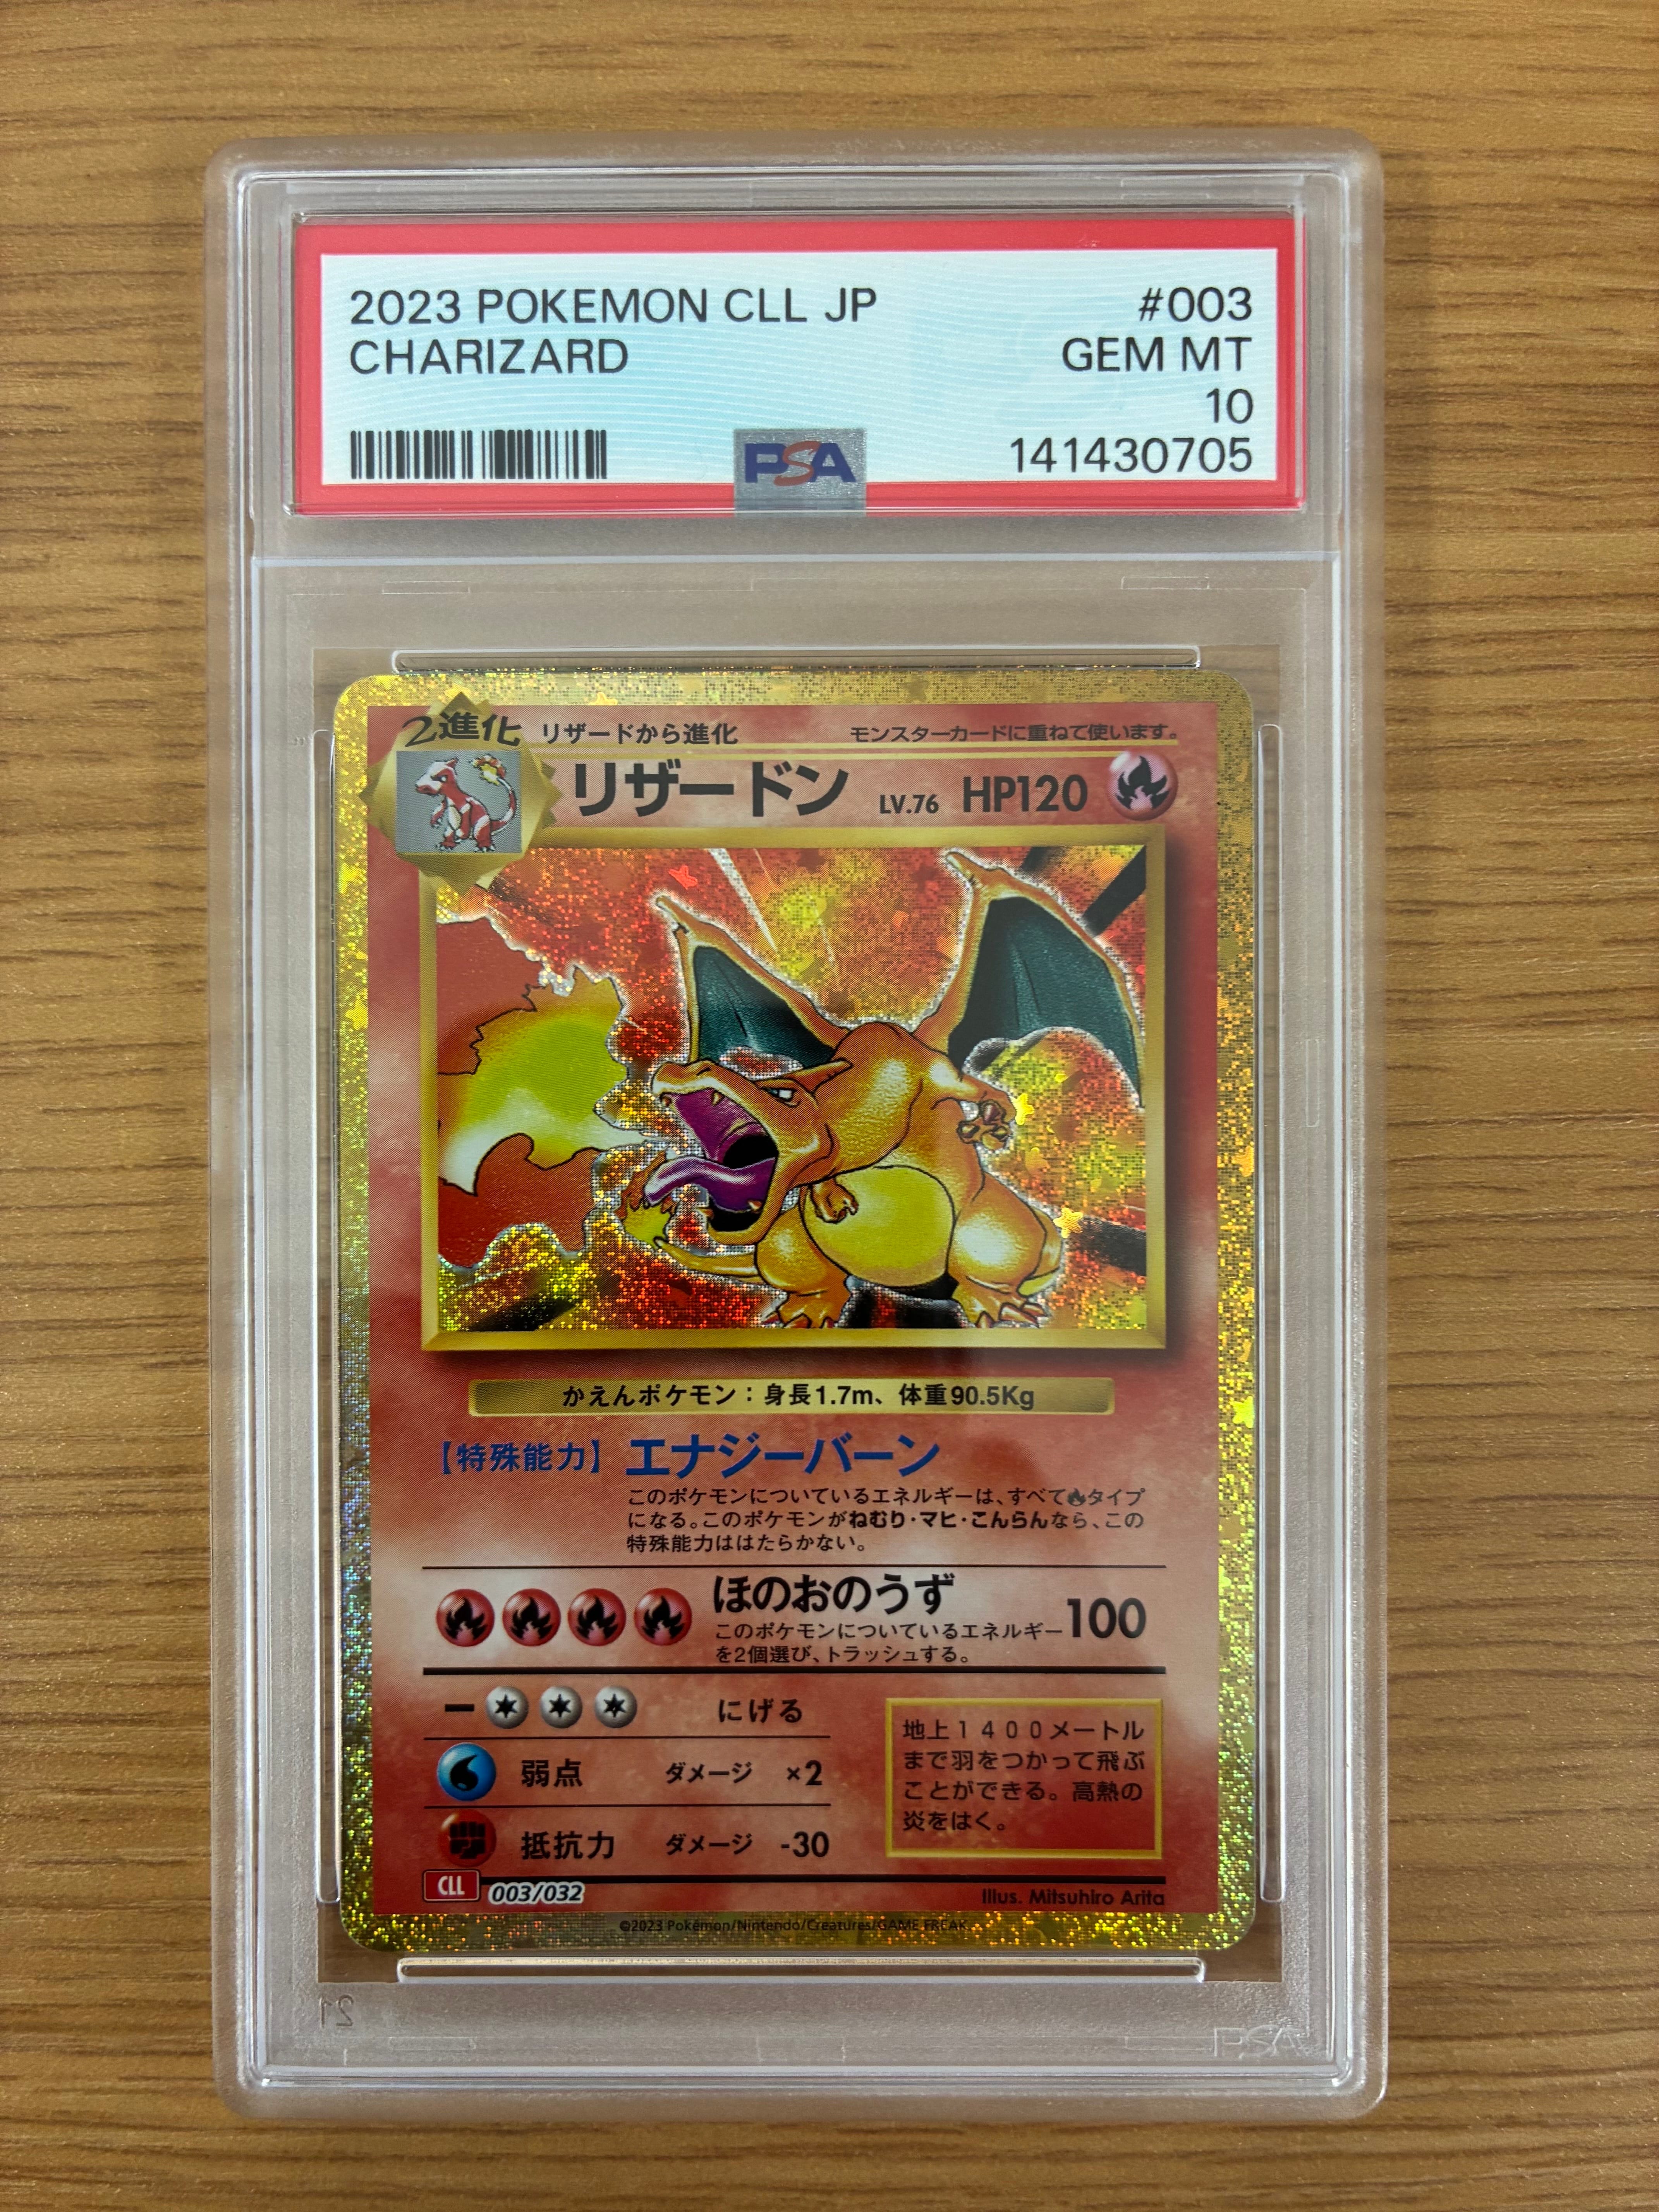 2023 POKEMON CLL JP #003
CHARIZARD GEM MT
10
PSA 141430705
2進化 リザードから進化 モンスターカードに重ねて使います。
リザードン LV.76 HP120
かえんポケモン：身長1.7m、体重90.5Kg
【特殊能力】エナジーバーン
このポケモンについているエネルギーは、すべてタイプ
になる。このポケモンがねむり・マヒ・こんらんなら、この
特殊能力ははたらかない。
ほのおのうず 100
このポケモンについているエネルギー
を2個選び、トラッシュする。
ー にげる
弱点 ダメージ ×2
抵抗力 ダメージ -30
地上１４００メートル
まで羽をつかって飛ぶ
ことができる。高熱の
炎をはく。
CLL 003/032 Illus. Mitsuhiro Arita
©2023 Pokémon/Nintendo/Creatures/GAME FREAK.
21 PSA